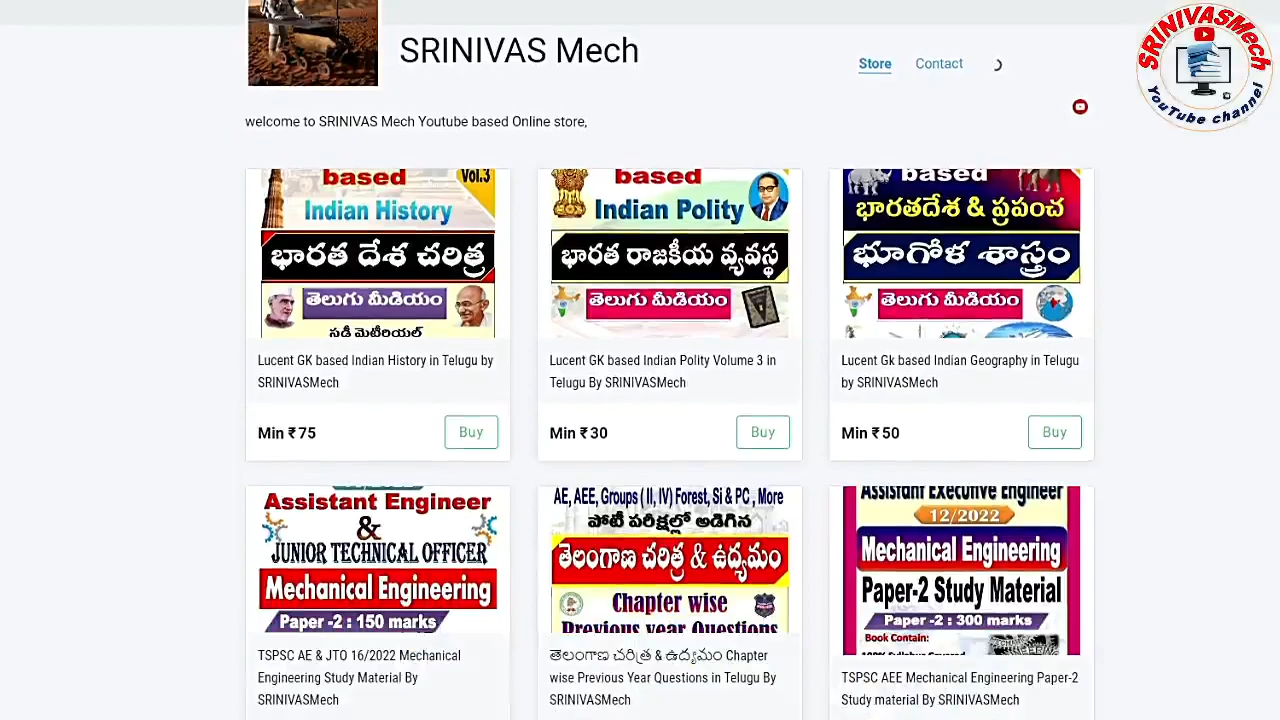 SRINIVAS Mech
Store
Contact
SRINIVASMech
YouTube channel
welcome to SRINIVAS Mech Youtube based Online store,
based
Vol.3
Indian History
భారత దేశ చరిత్ర
తెలుగు మీడియం
సడీ మెటీరియల్
Lucent GK based Indian History in Telugu by
SRINIVASMech
Min ₹ 75
Buy
based
Indian Polity
భారత రాజకీయ వ్యవస్థ
తెలుగు మీడియం
Lucent GK based Indian Polity Volume 3 in
Telugu By SRINIVASMech
Min ₹ 30
Buy
based
భారతదేశ & ప్రపంచ
భూగోళ శాస్త్రం
తెలుగు మీడియం
Lucent Gk based Indian Geography in Telugu
by SRINIVASMech
Min ₹ 50
Buy
Assistant Engineer
&
JUNIOR TECHNICAL OFFICER
Mechanical Engineering
Paper -2 : 150 marks
TSPSC AE & JTO 16/2022 Mechanical
Engineering Study Material By
SRINIVASMech
AE, AEE, Groups ( II, IV) Forest, Si & PC , More
పోటీ పరీక్షల్లో అడిగిన
తెలంగాణ చరిత్ర & ఉద్యమం
Chapter wise
Previous year Questions
తెలంగాణ చరిత్ర & ఉద్యమం Chapter
wise Previous Year Questions in Telugu By
SRINIVASMech
Assistant Executive Engineer
12/2022
Mechanical Engineering
Paper-2 Study Material
Paper -2 : 300 marks
Book Contain:
100% Syllabus Covered
TSPSC AEE Mechanical Engineering Paper-2
Study material By SRINIVASMech